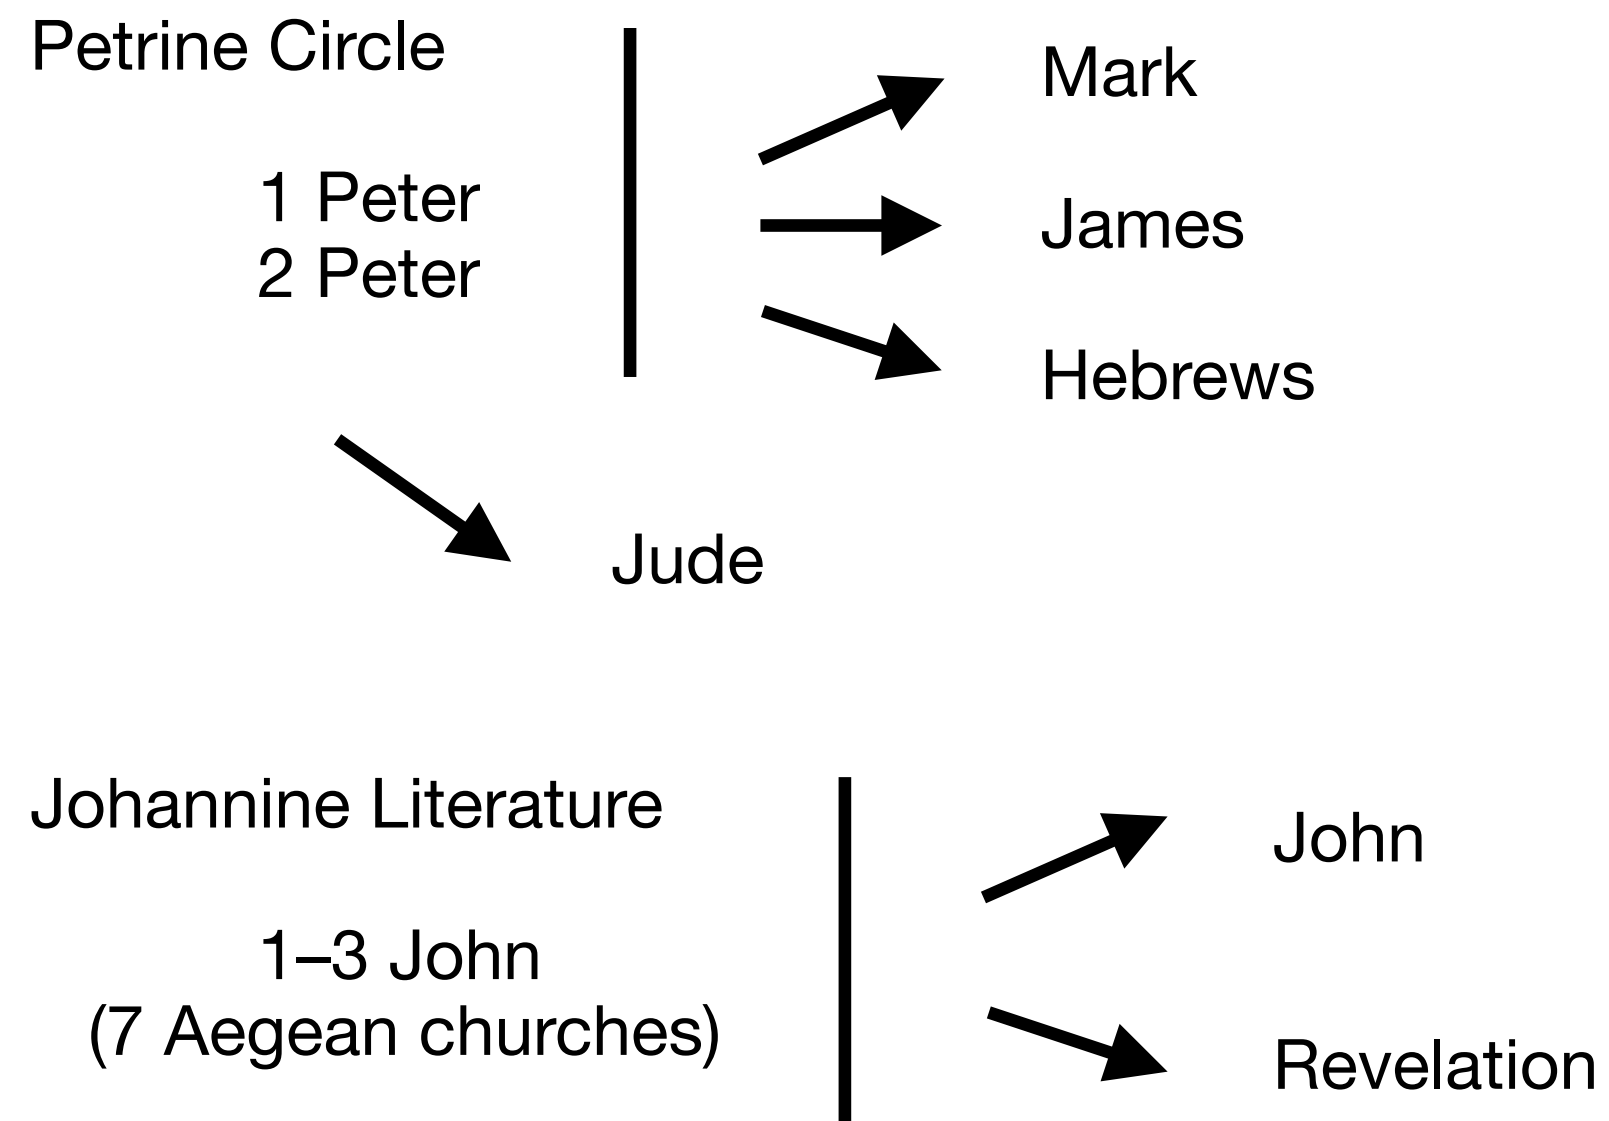 Petrine Circle
1 Peter
2 Peter
Mark
James
Hebrews
Jude
Johannine Literature
1–3 John
(7 Aegean churches)
John
Revelation